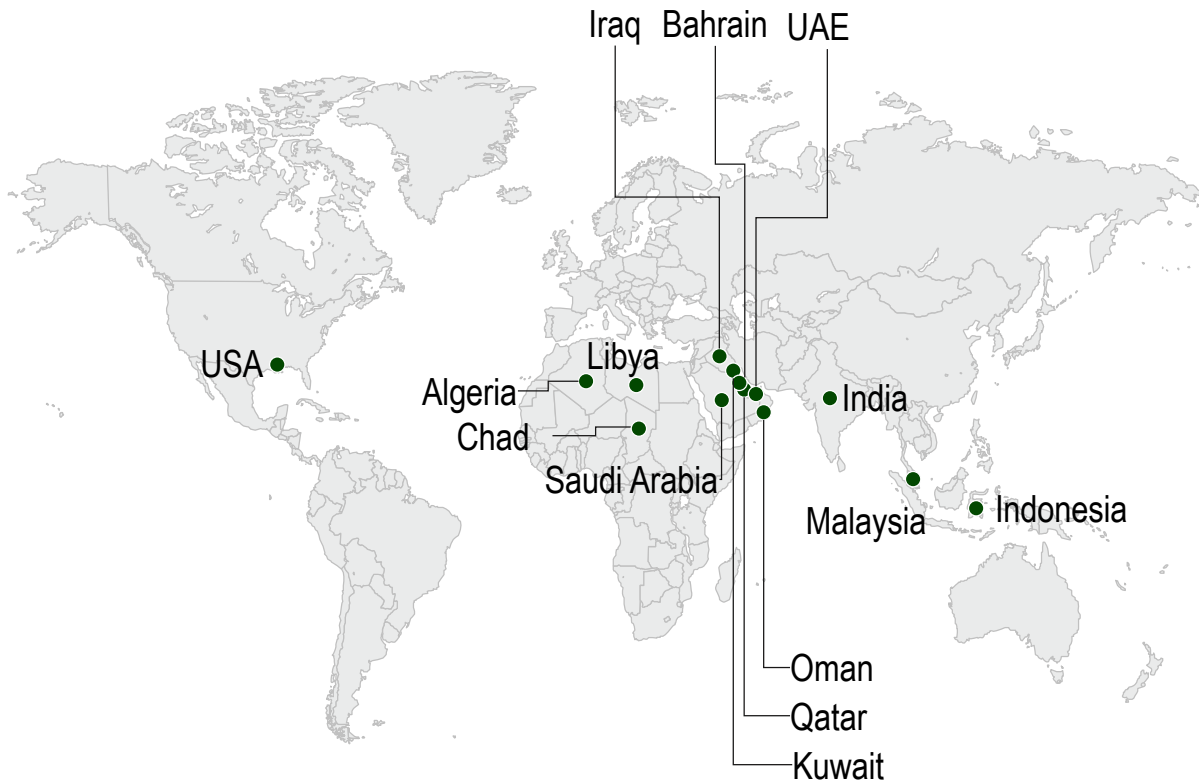 Iraq Bahrain UAE
USA
Libya
Algeria
India
Chad
Saudi Arabia
Malaysia
Indonesia
Oman
Qatar
Kuwait